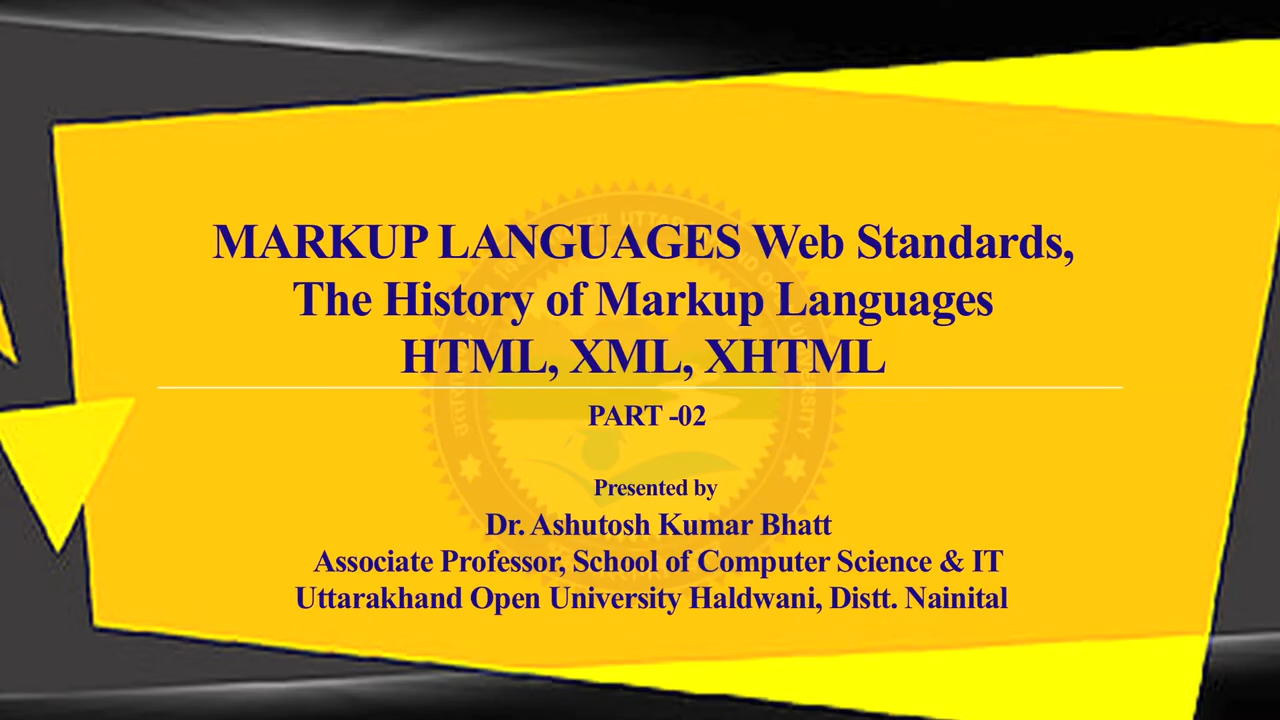 MARKUP LANGUAGES Web Standards,
The History of Markup Languages
HTML, XML, XHTML
PART -02
Presented by
Dr. Ashutosh Kumar Bhatt
Associate Professor, School of Computer Science & IT
Uttarakhand Open University Haldwani, Distt. Nainital